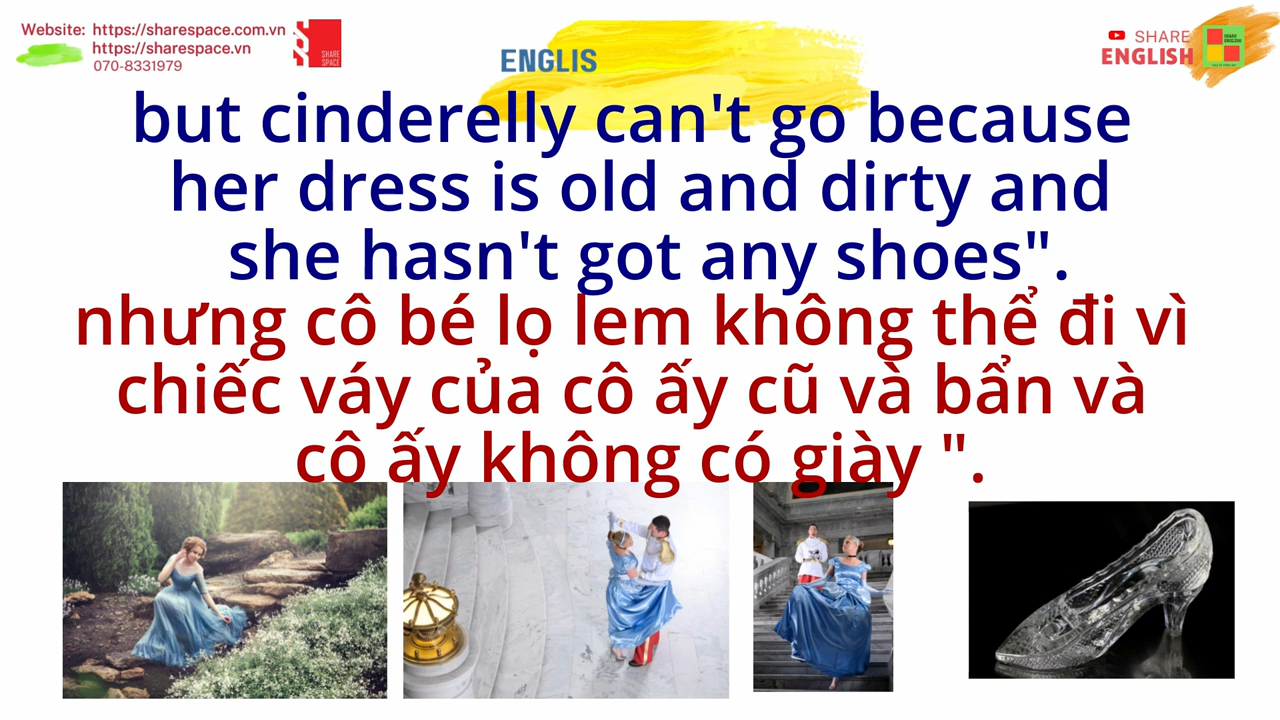 Website: https://sharespace.com.vn
https://sharespace.vn
070-8331979
SHARE
SPACE
ENGLIS
SHARE
ENGLISH
but cinderelly can't go because
her dress is old and dirty and
she hasn't got any shoes".
nhưng cô bé lọ lem không thể đi vì
chiếc váy của cô ấy cũ và bẩn và
cô ấy không có giày ".